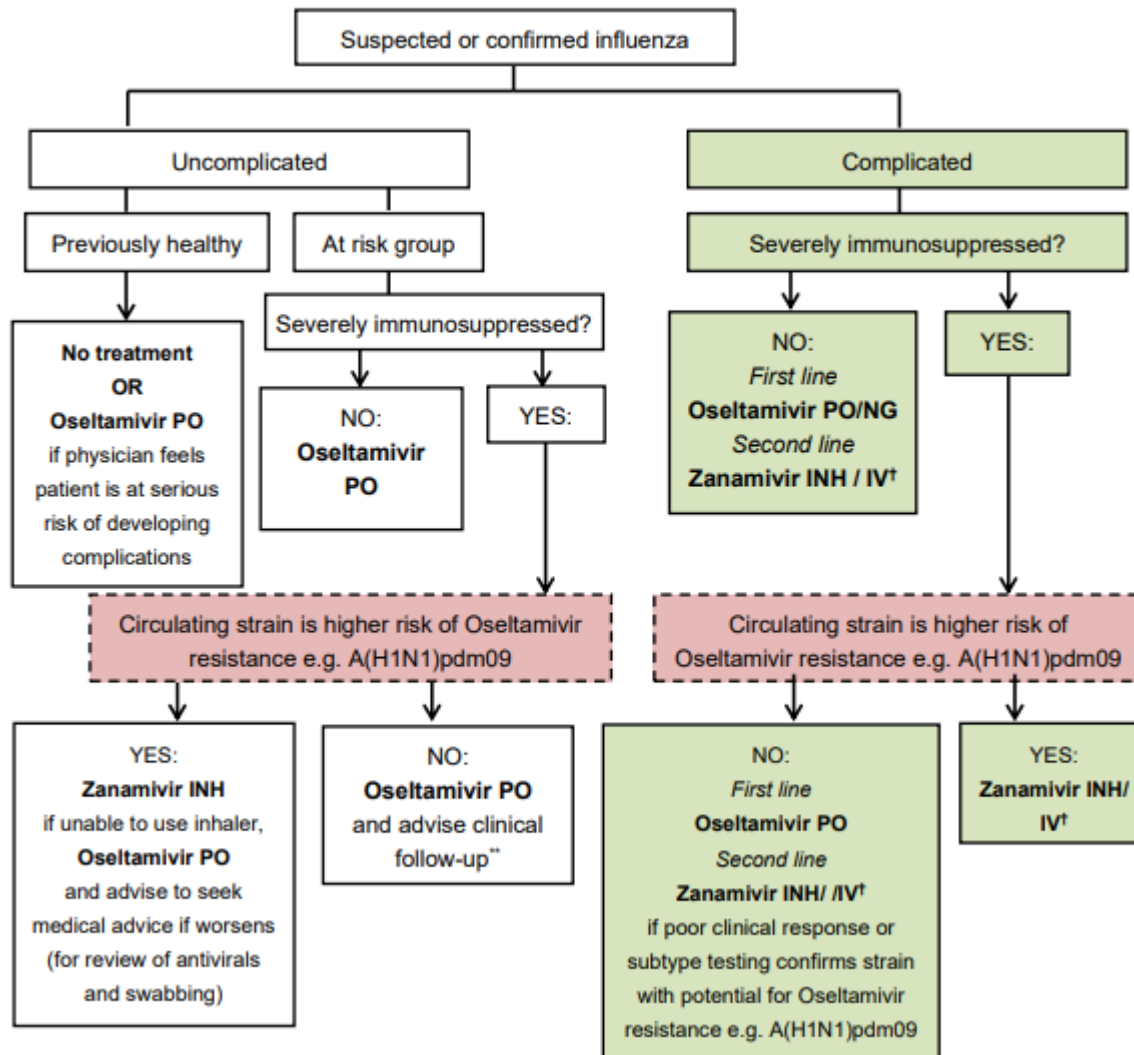 Suspected or confirmed influenza
Uncomplicated
Complicated
Previously healthy
At risk group
Severely immunosuppressed?
Severely immunosuppressed?
No treatment
OR
Oseltamivir PO
if physician feels
patient is at serious
risk of developing
complications
NO:
Oseltamivir
PO
YES:
NO:
First line
Oseltamivir PO/NG
Second line
Zanamivir INH / IV†
YES:
Circulating strain is higher risk of Oseltamivir
resistance e.g. A(H1N1)pdm09
Circulating strain is higher risk of
Oseltamivir resistance e.g. A(H1N1)pdm09
YES:
Zanamivir INH
if unable to use inhaler,
Oseltamivir PO
and advise to seek
medical advice if worsens
(for review of antivirals
and swabbing)
NO:
Oseltamivir PO
and advise clinical
follow-up**
NO:
First line
Oseltamivir PO
Second line
Zanamivir INH/ /IV†
if poor clinical response or
subtype testing confirms strain
with potential for Oseltamivir
resistance e.g. A(H1N1)pdm09
YES:
Zanamivir INH/
IV†